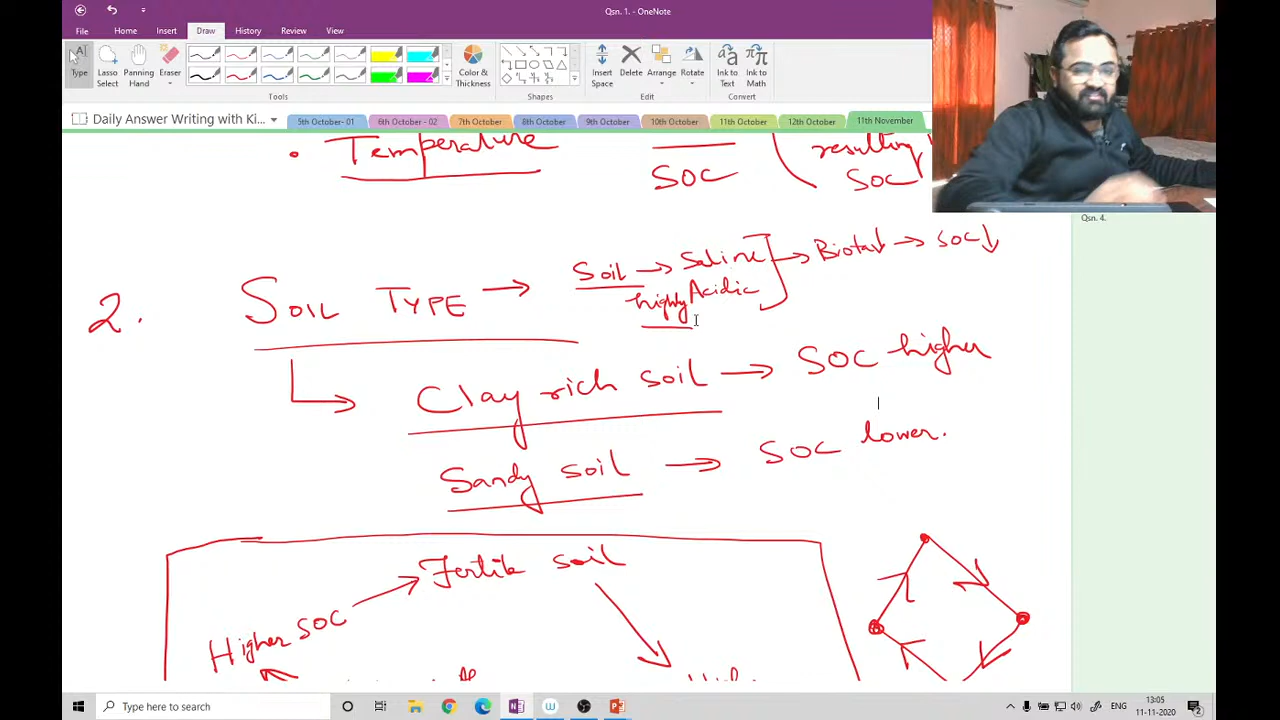 Qsn. 1. - OneNote
File Home Insert Draw History Review View
Type
Lasso Select
Panning Hand
Eraser
Color & Thickness
Insert Space
Delete
Arrange
Rotate
Ink to Text
Ink to Math
Tools Shapes Edit Convert
Daily Answer Writing with Ki...
5th October- 01 6th October - 02 7th October 8th October 9th October 10th October 11th October 12th October 11th November
Qsn. 4.
• Temperature
SOC
resulting
SOC
2. SOIL TYPE → Soil → Saline → Biota↓ → SOC↓
highly Acidic
Clay rich soil → SOC higher
Sandy soil → SOC lower.
Fertile soil
Higher SOC
Type here to search
ENG
13:05
11-11-2020
2